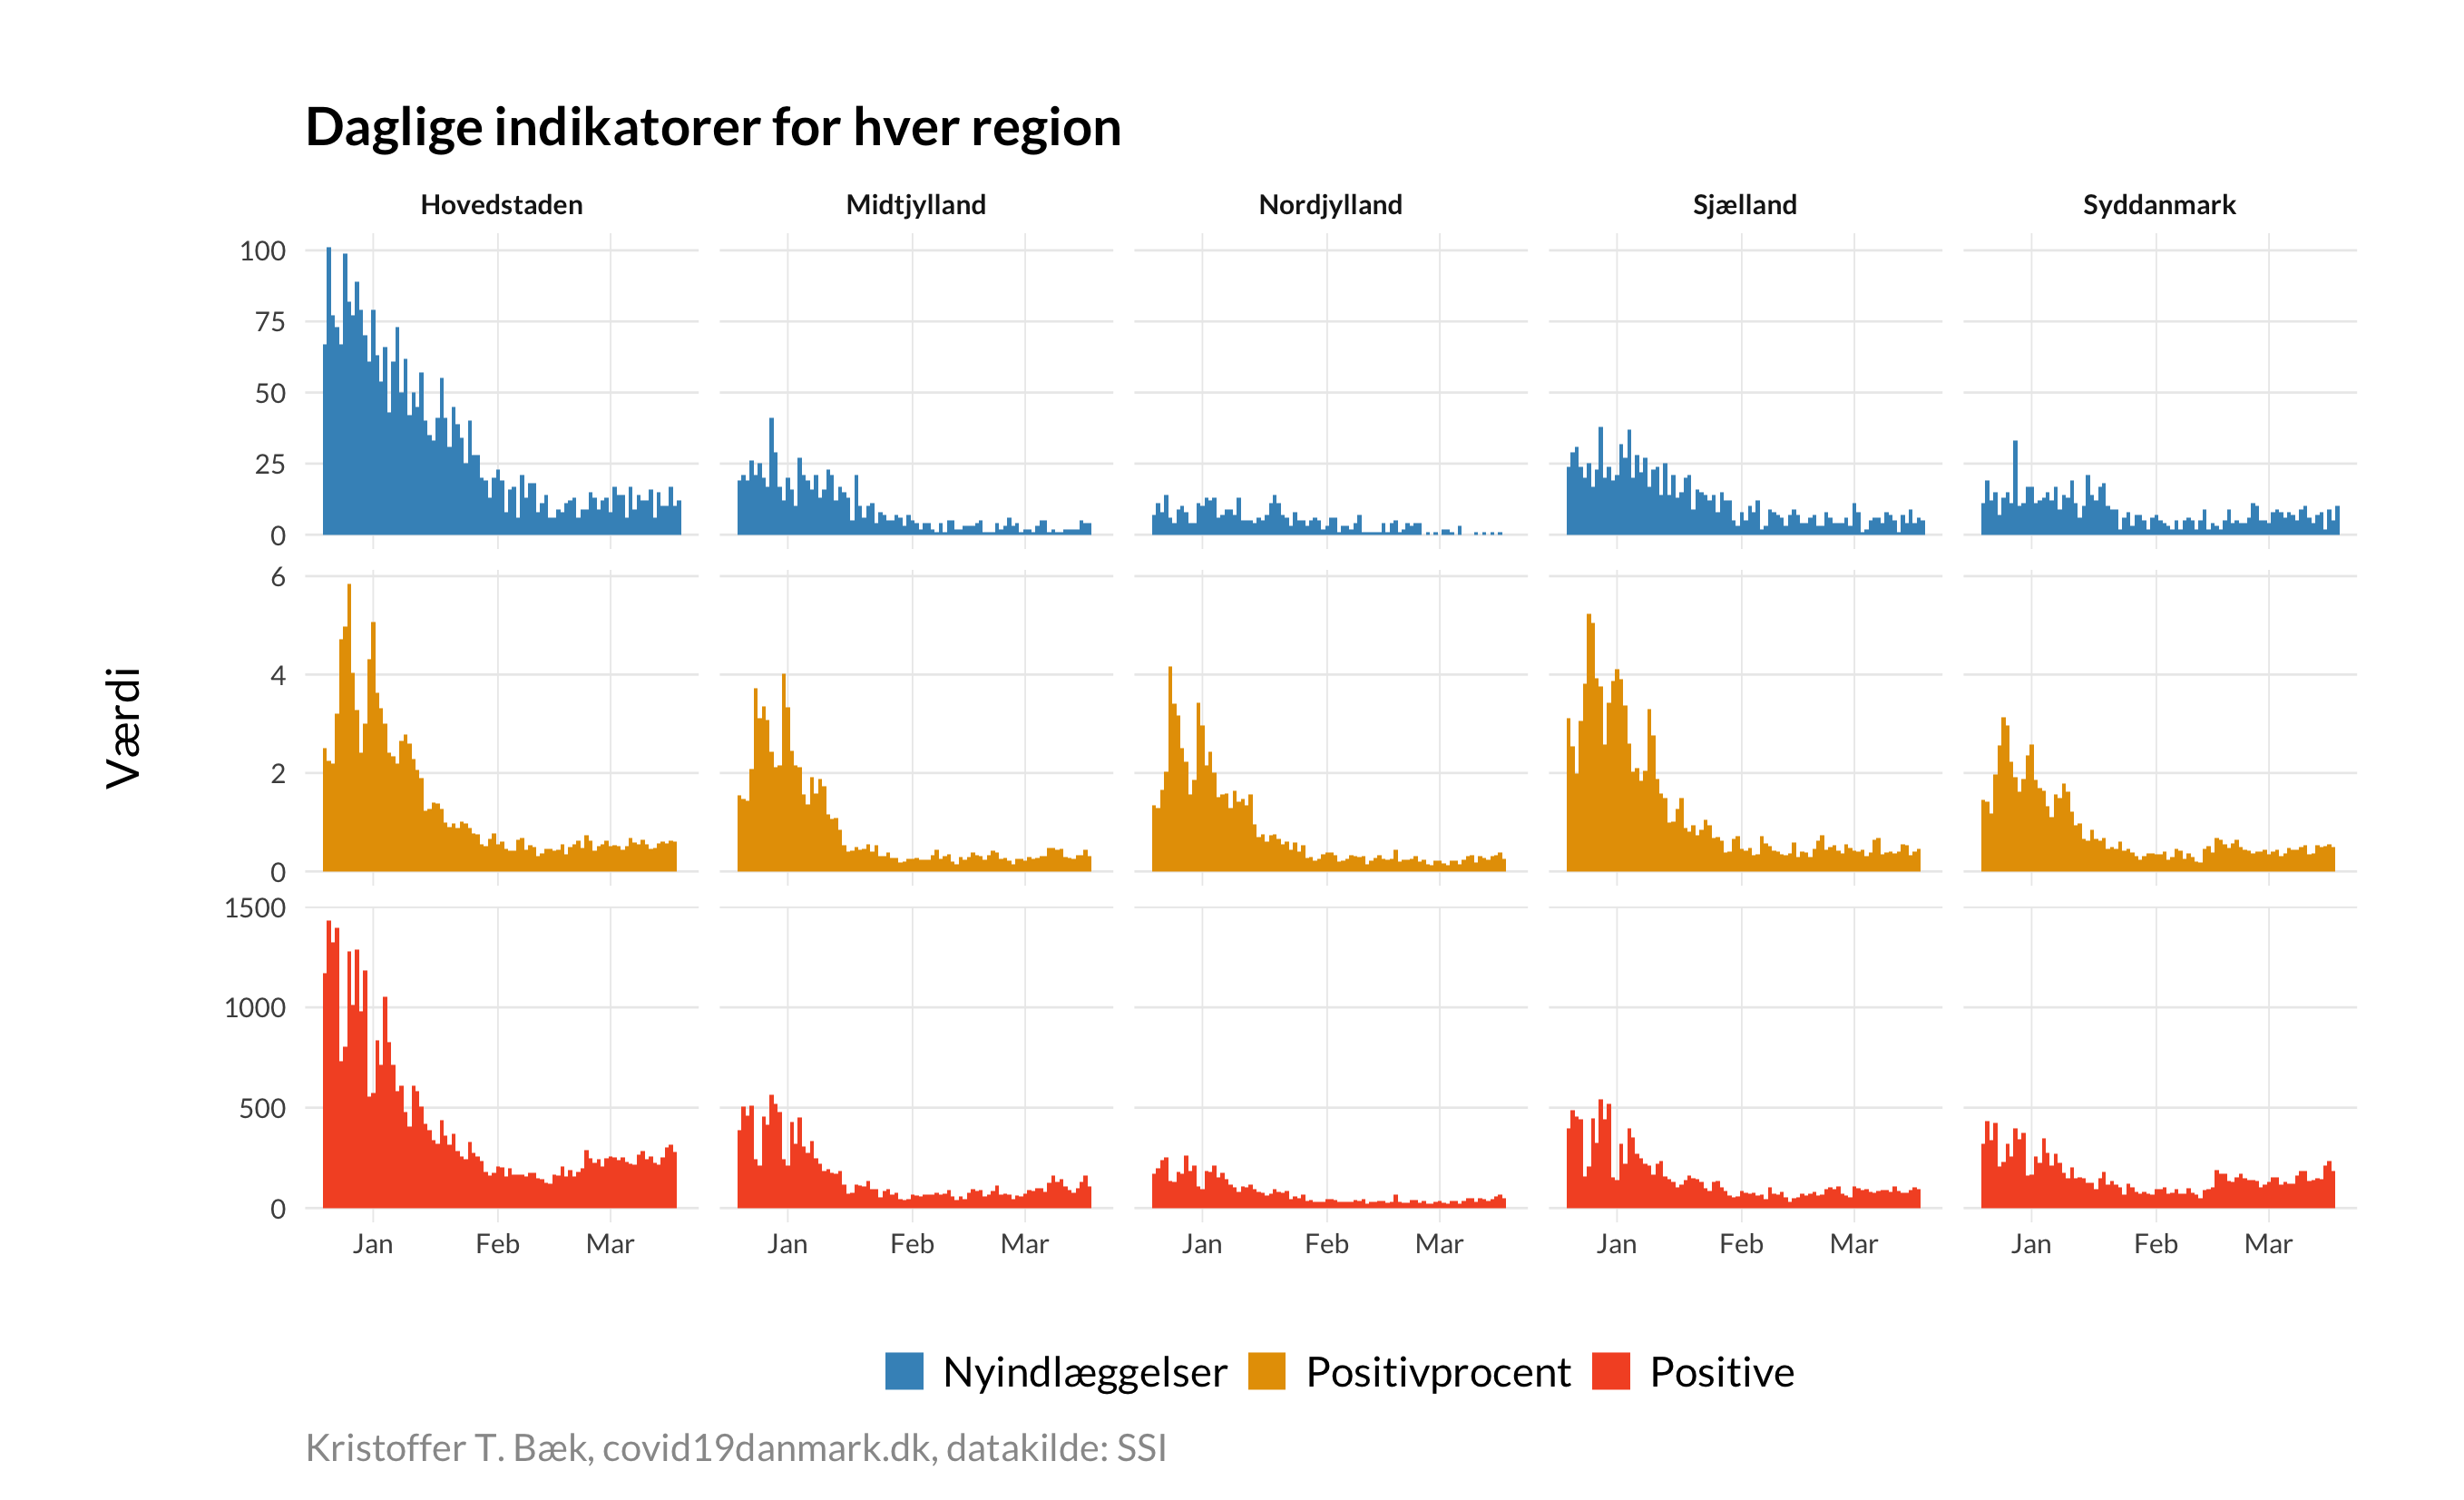 Daglige indikatorer for hver region
Hovedstaden Midtjylland Nordjylland Sjælland Syddanmark
100
75
50
25
0
6
4
2
0
1500
1000
500
0
Værdi
Jan Feb Mar Jan Feb Mar Jan Feb Mar Jan Feb Mar Jan Feb Mar
Nyindlæggelser Positivprocent Positive
Kristoffer T. Bæk, covid19danmark.dk, datakilde: SSI